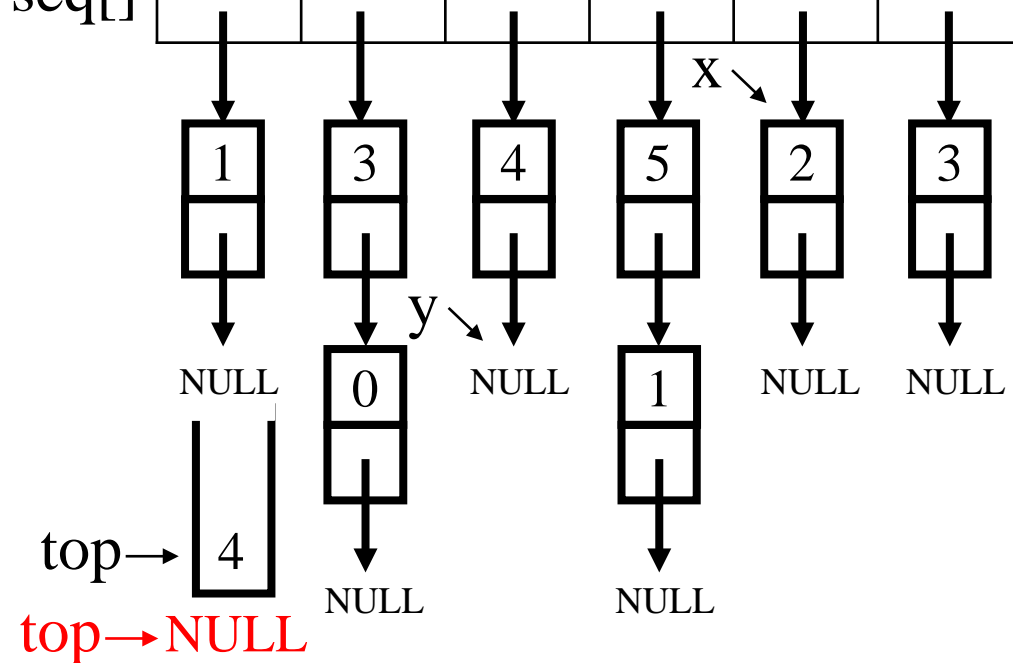 seq[]
x
1 3 4 5 2 3
y
NULL NULL NULL NULL
0 1
top 4
NULL NULL
top NULL